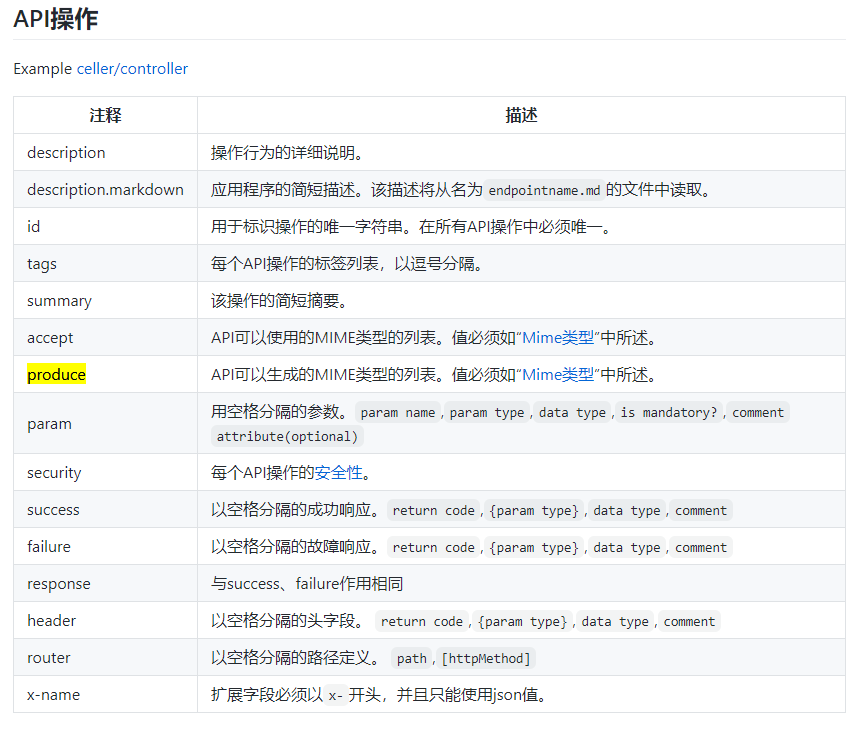 API操作
Example celler/controller
注释 描述
description 操作行为的详细说明。
description.markdown 应用程序的简短描述。该描述将从名为 endpointname.md 的文件中读取。
id 用于标识操作的唯一字符串。在所有API操作中必须唯一。
tags 每个API操作的标签列表，以逗号分隔。
summary 该操作的简短摘要。
accept API可以使用的MIME类型的列表。值必须如“Mime类型”中所述。
produce API可以生成的MIME类型的列表。值必须如“Mime类型”中所述。
param 用空格分隔的参数。 param name , param type , data type , is mandatory? , comment
attribute(optional)
security 每个API操作的安全性。
success 以空格分隔的成功响应。 return code , {param type} , data type , comment
failure 以空格分隔的故障响应。 return code , {param type} , data type , comment
response 与success、failure作用相同
header 以空格分隔的头字段。 return code , {param type} , data type , comment
router 以空格分隔的路径定义。 path , [httpMethod]
x-name 扩展字段必须以 x- 开头，并且只能使用json值。